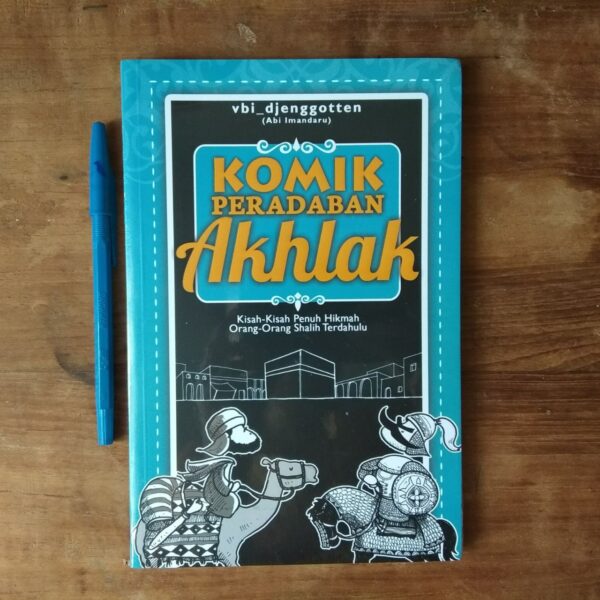 vbi_djenggotten
(Abi Imandaru)
KOMIK
PERADABAN
Akhlak
Kisah-Kisah Penuh Hikmah
Orang-Orang Shalih Terdahulu